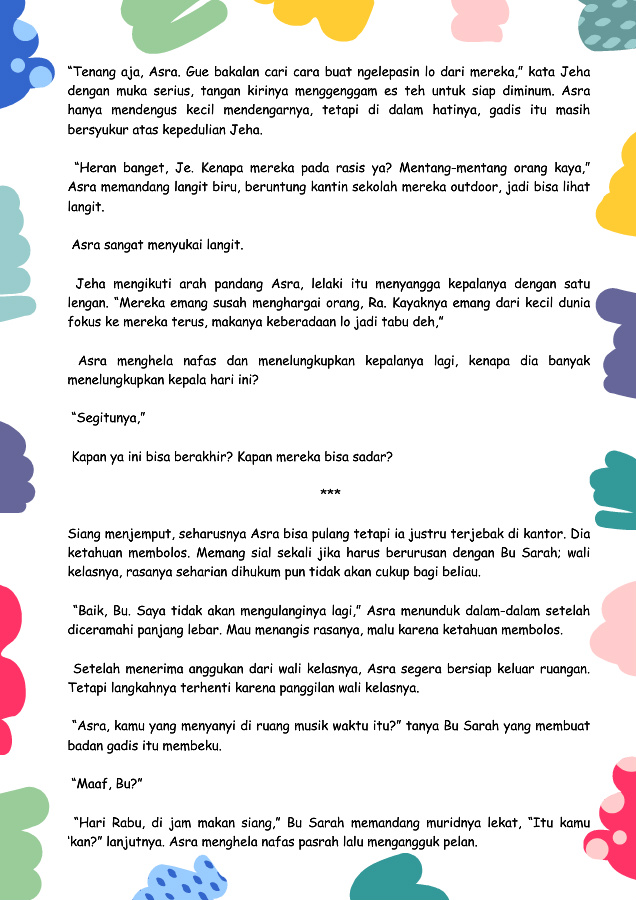 “Tenang aja, Asra. Gue bakalan cari cara buat ngelepasin lo dari mereka,” kata Jeha
dengan muka serius, tangan kirinya menggenggam es teh untuk siap diminum. Asra
hanya mendengus kecil mendengarnya, tetapi di dalam hatinya, gadis itu masih
bersyukur atas kepedulian Jeha.
“Heran banget, Je. Kenapa mereka pada rasis ya? Mentang-mentang orang kaya,”
Asra memandang langit biru, beruntung kantin sekolah mereka outdoor, jadi bisa lihat
langit.
Asra sangat menyukai langit.
Jeha mengikuti arah pandang Asra, lelaki itu menyangga kepalanya dengan satu
lengan. “Mereka emang susah menghargai orang, Ra. Kayaknya emang dari kecil dunia
fokus ke mereka terus, makanya keberadaan lo jadi tabu deh,”
Asra menghela nafas dan menelungkupkan kepalanya lagi, kenapa dia banyak
menelungkupkan kepala hari ini?
“Segitunya,”
Kapan ya ini bisa berakhir? Kapan mereka bisa sadar?
***
Siang menjemput, seharusnya Asra bisa pulang tetapi ia justru terjebak di kantor. Dia
ketahuan membolos. Memang sial sekali jika harus berurusan dengan Bu Sarah; wali
kelasnya, rasanya seharian dihukum pun tidak akan cukup bagi beliau.
“Baik, Bu. Saya tidak akan mengulanginya lagi,” Asra menunduk dalam-dalam setelah
diceramahi panjang lebar. Mau menangis rasanya, malu karena ketahuan membolos.
Setelah menerima anggukan dari wali kelasnya, Asra segera bersiap keluar ruangan.
Tetapi langkahnya terhenti karena panggilan wali kelasnya.
“Asra, kamu yang menyanyi di ruang musik waktu itu?” tanya Bu Sarah yang membuat
badan gadis itu membeku.
“Maaf, Bu?”
“Hari Rabu, di jam makan siang,” Bu Sarah memandang muridnya lekat, “Itu kamu
‘kan?” lanjutnya. Asra menghela nafas pasrah lalu mengangguk pelan.